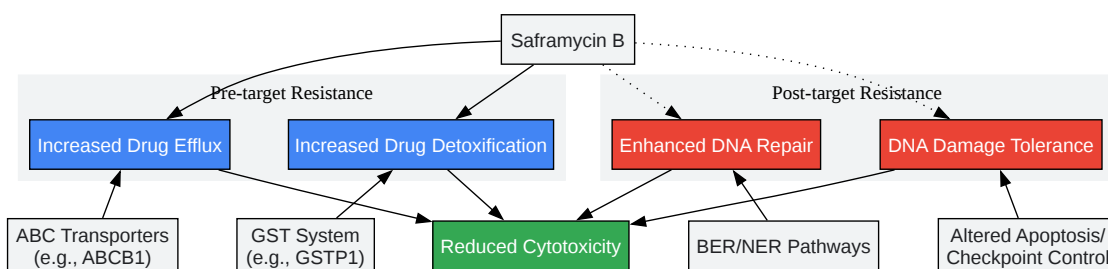 Saframycin B
Pre-target Resistance
Post-target Resistance
Increased Drug Efflux
Increased Drug Detoxification
Enhanced DNA Repair
DNA Damage Tolerance
ABC Transporters
(e.g., ABCB1)
GST System
(e.g., GSTP1)
Reduced Cytotoxicity
BER/NER Pathways
Altered Apoptosis/
Checkpoint Control